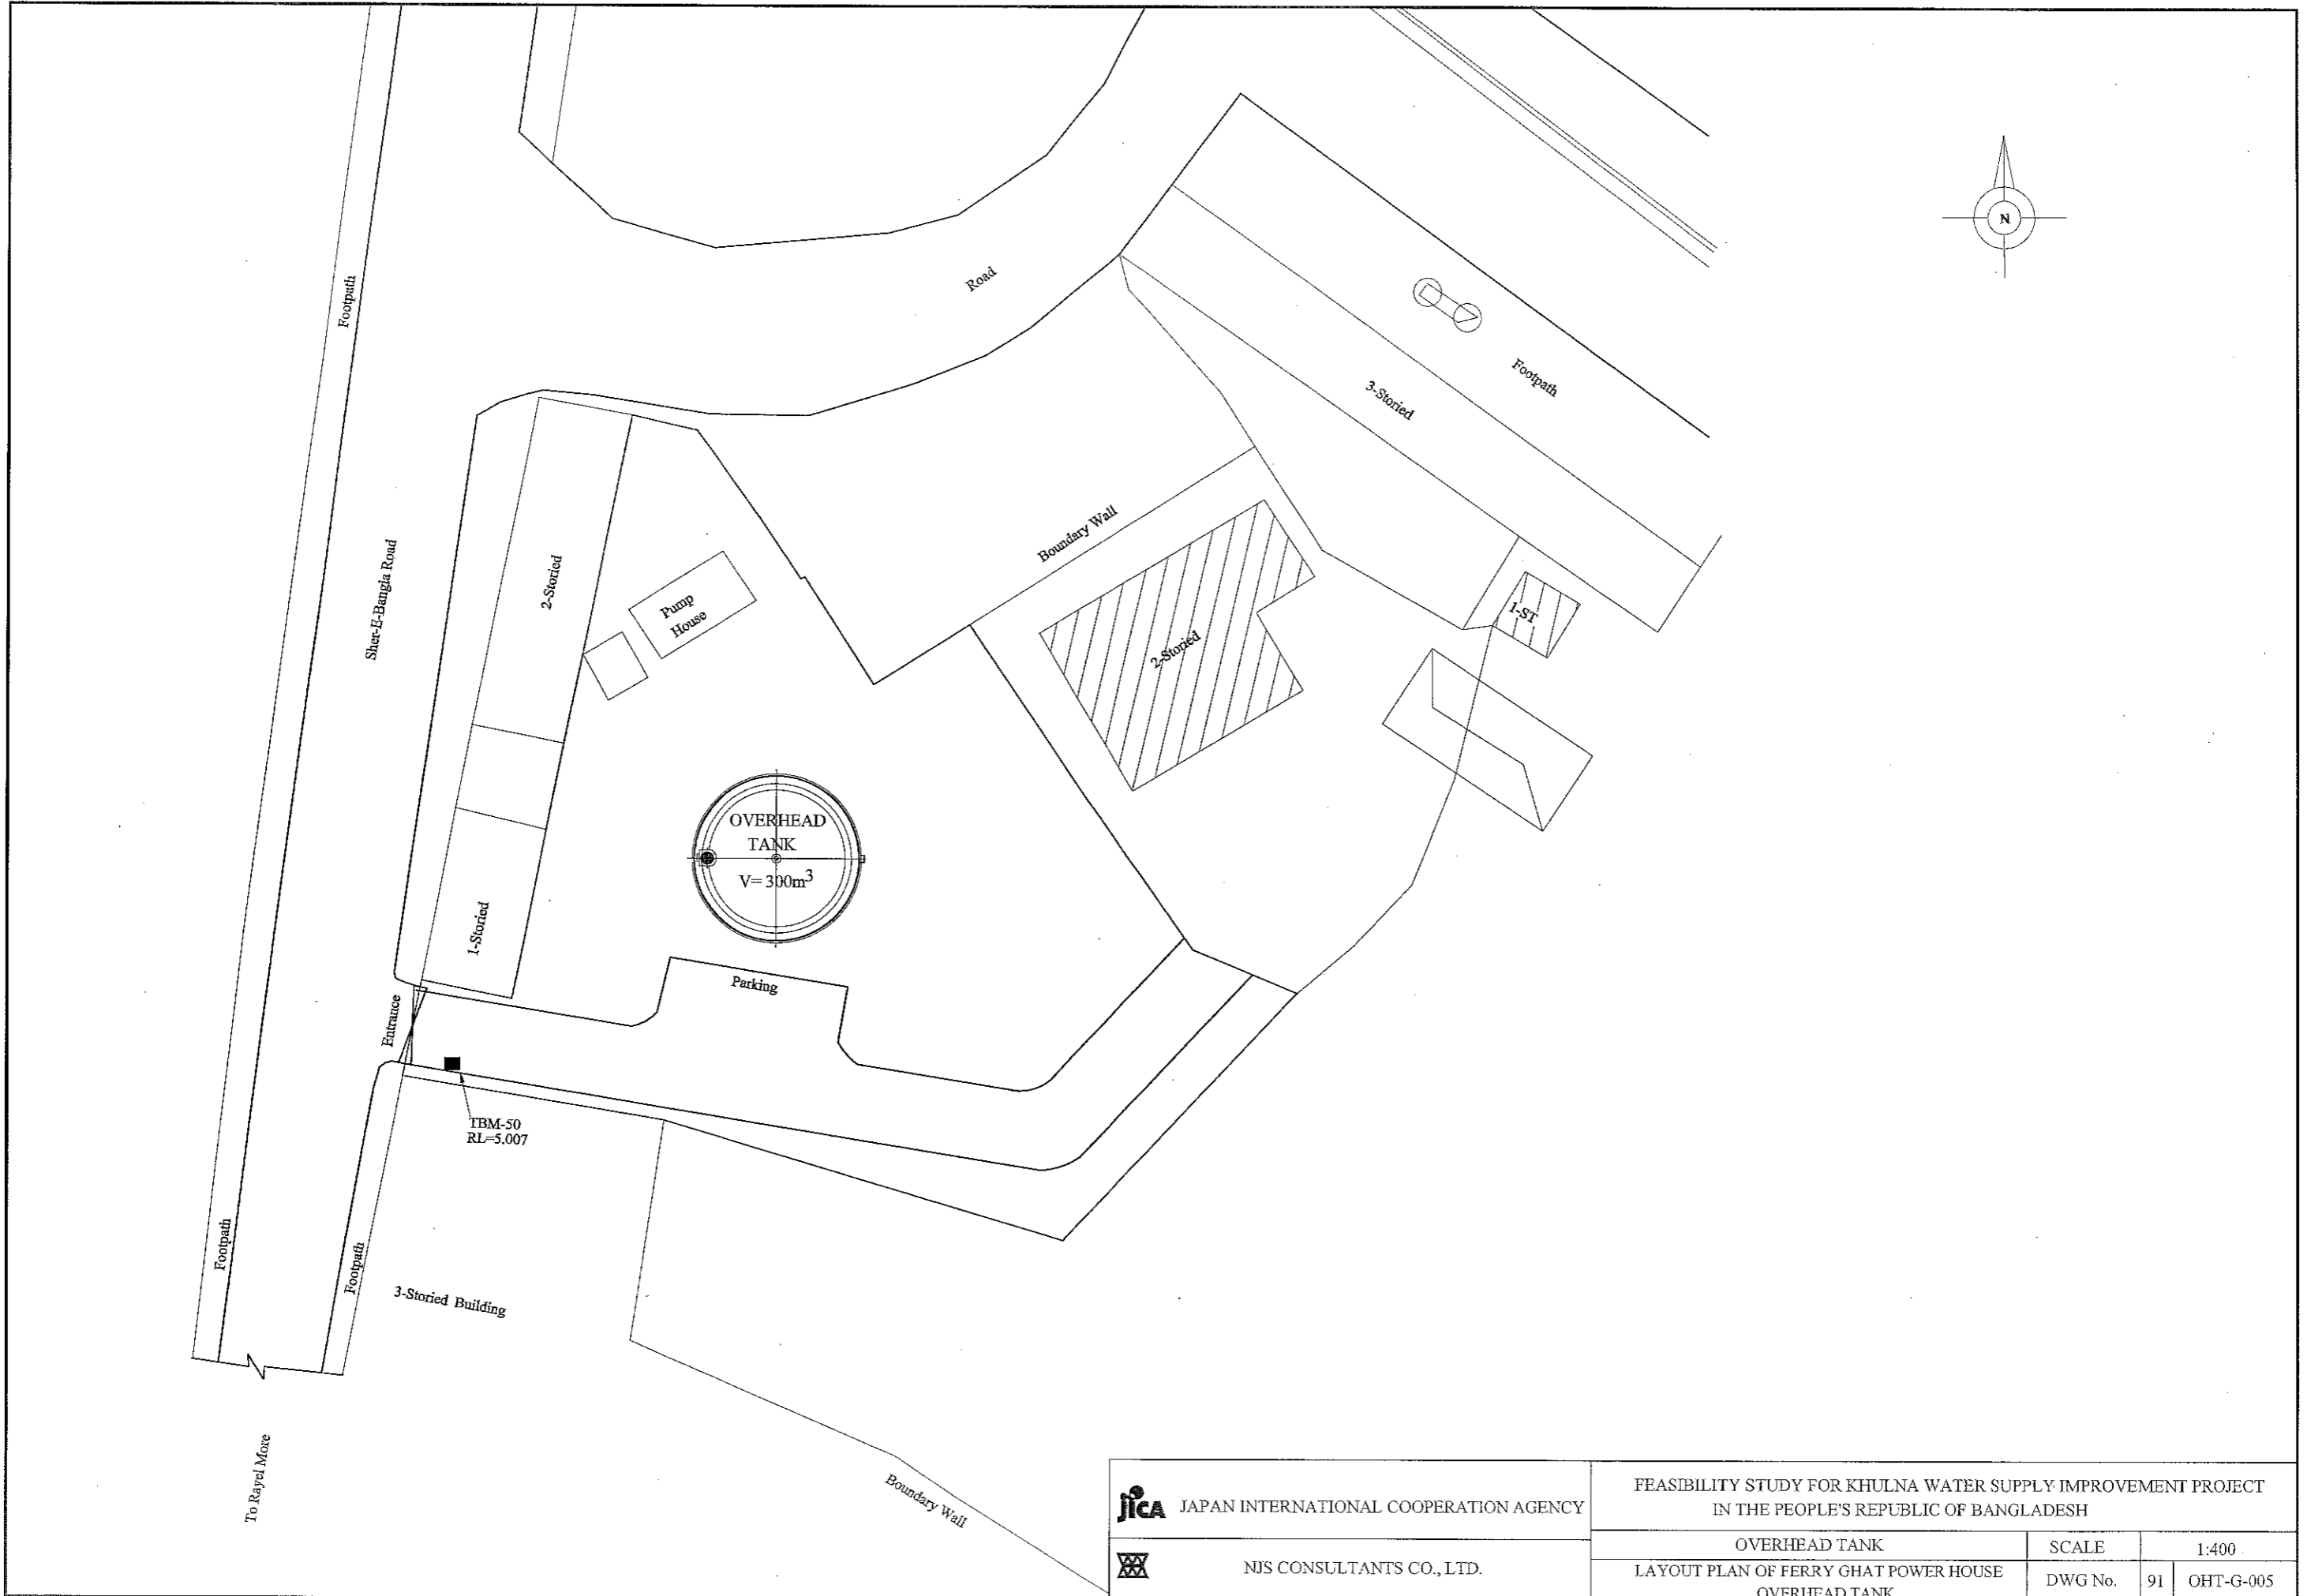 Footpath
Road
N
Footpath
3-Storied
Boundary Wall
Sher-E-Bangla Road
2-Storied
Pump
House
1-ST
2-Storied
OVERHEAD
TANK
V= 300m3
1-Storied
Parking
Entrance
TBM-50
RL=5.007
Footpath
Footpath
3-Storied Building
To Rayel More
Boundary Wall
jICA
JAPAN INTERNATIONAL COOPERATION AGENCY
NJS CONSULTANTS CO., LTD.
FEASIBILITY STUDY FOR KHULNA WATER SUPPLY IMPROVEMENT PROJECT
IN THE PEOPLE'S REPUBLIC OF BANGLADESH
OVERHEAD TANK
SCALE
1:400
LAYOUT PLAN OF FERRY GHAT POWER HOUSE
OVERHEAD TANK
DWG No.
91
OHT-G-005